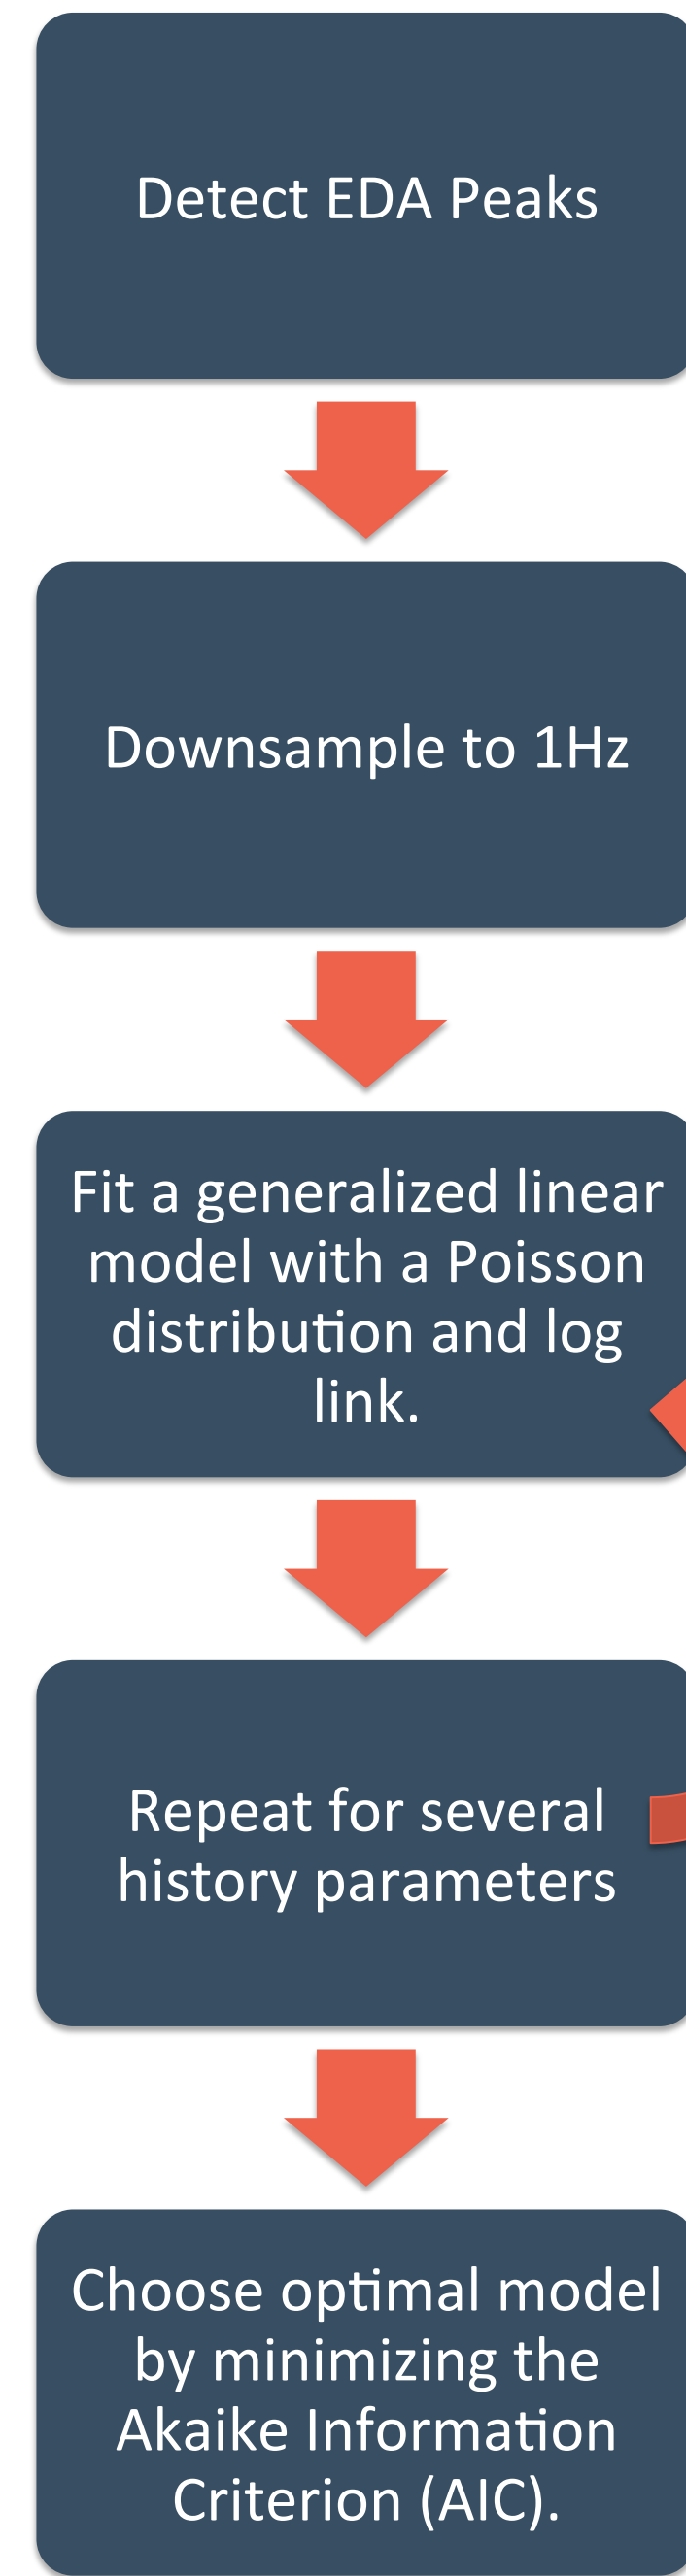 Detect EDA Peaks
Downsample to 1Hz
Fit a generalized linear
model with a Poisson
distribution and log
link.
Repeat for several
history parameters
Choose optimal model
by minimizing the
Akaike Information
Criterion (AIC).